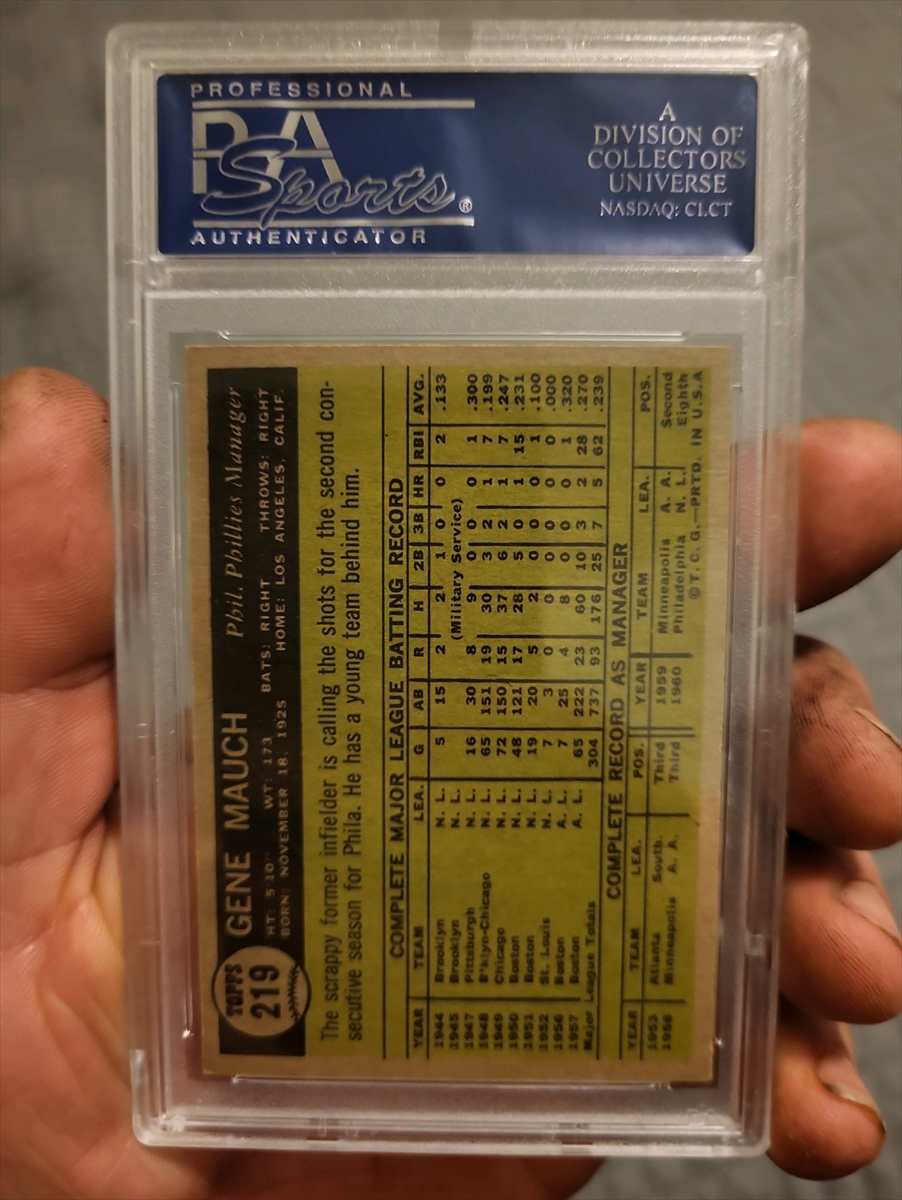 PROFESSIONAL
PSA
Sports®
AUTHENTICATOR
A
DIVISION OF
COLLECTORS
UNIVERSE
NASDAQ: CLCT
TOPPS
219
GENE MAUCH Phil. Phillies Manager
HT: 5'10" WT: 173 BATS: RIGHT THROWS: RIGHT
BORN: NOVEMBER 18, 1925 HOME: LOS ANGELES, CALIF.
The scrappy former infielder is calling the shots for the second con-
secutive season for Phila. He has a young team behind him.
COMPLETE MAJOR LEAGUE BATTING RECORD
YEAR TEAM LEA. G AB R H 2B 3B HR RBI AVG.
1944 Brooklyn N. L. 5 15 2 2 1 0 0 2 .133
1945 Brooklyn N. L. (Military Service)
1947 Pittsburgh N. L. 16 30 8 9 0 0 0 1 .300
1948 B'klyn-Chicago N. L. 65 151 19 30 3 2 1 7 .199
1949 Chicago N. L. 72 150 15 37 6 2 1 7 .247
1950 Boston N. L. 48 121 17 28 5 0 1 15 .231
1951 Boston N. L. 19 20 5 2 0 0 0 1 .100
1952 St. Louis N. L. 7 3 0 0 0 0 0 0 .000
1956 Boston A. L. 7 25 4 8 0 0 0 1 .320
1957 Boston A. L. 65 222 23 60 10 3 2 28 .270
Major League Totals 304 737 93 176 25 7 5 62 .239
COMPLETE RECORD AS MANAGER
YEAR TEAM LEA. POS. YEAR TEAM LEA. POS.
1953 Atlanta South. Third 1959 Minneapolis A. A. Second
1958 Minneapolis A. A. Third 1960 Philadelphia N. L. Eighth
© T. C. G.—PRTD. IN U.S.A